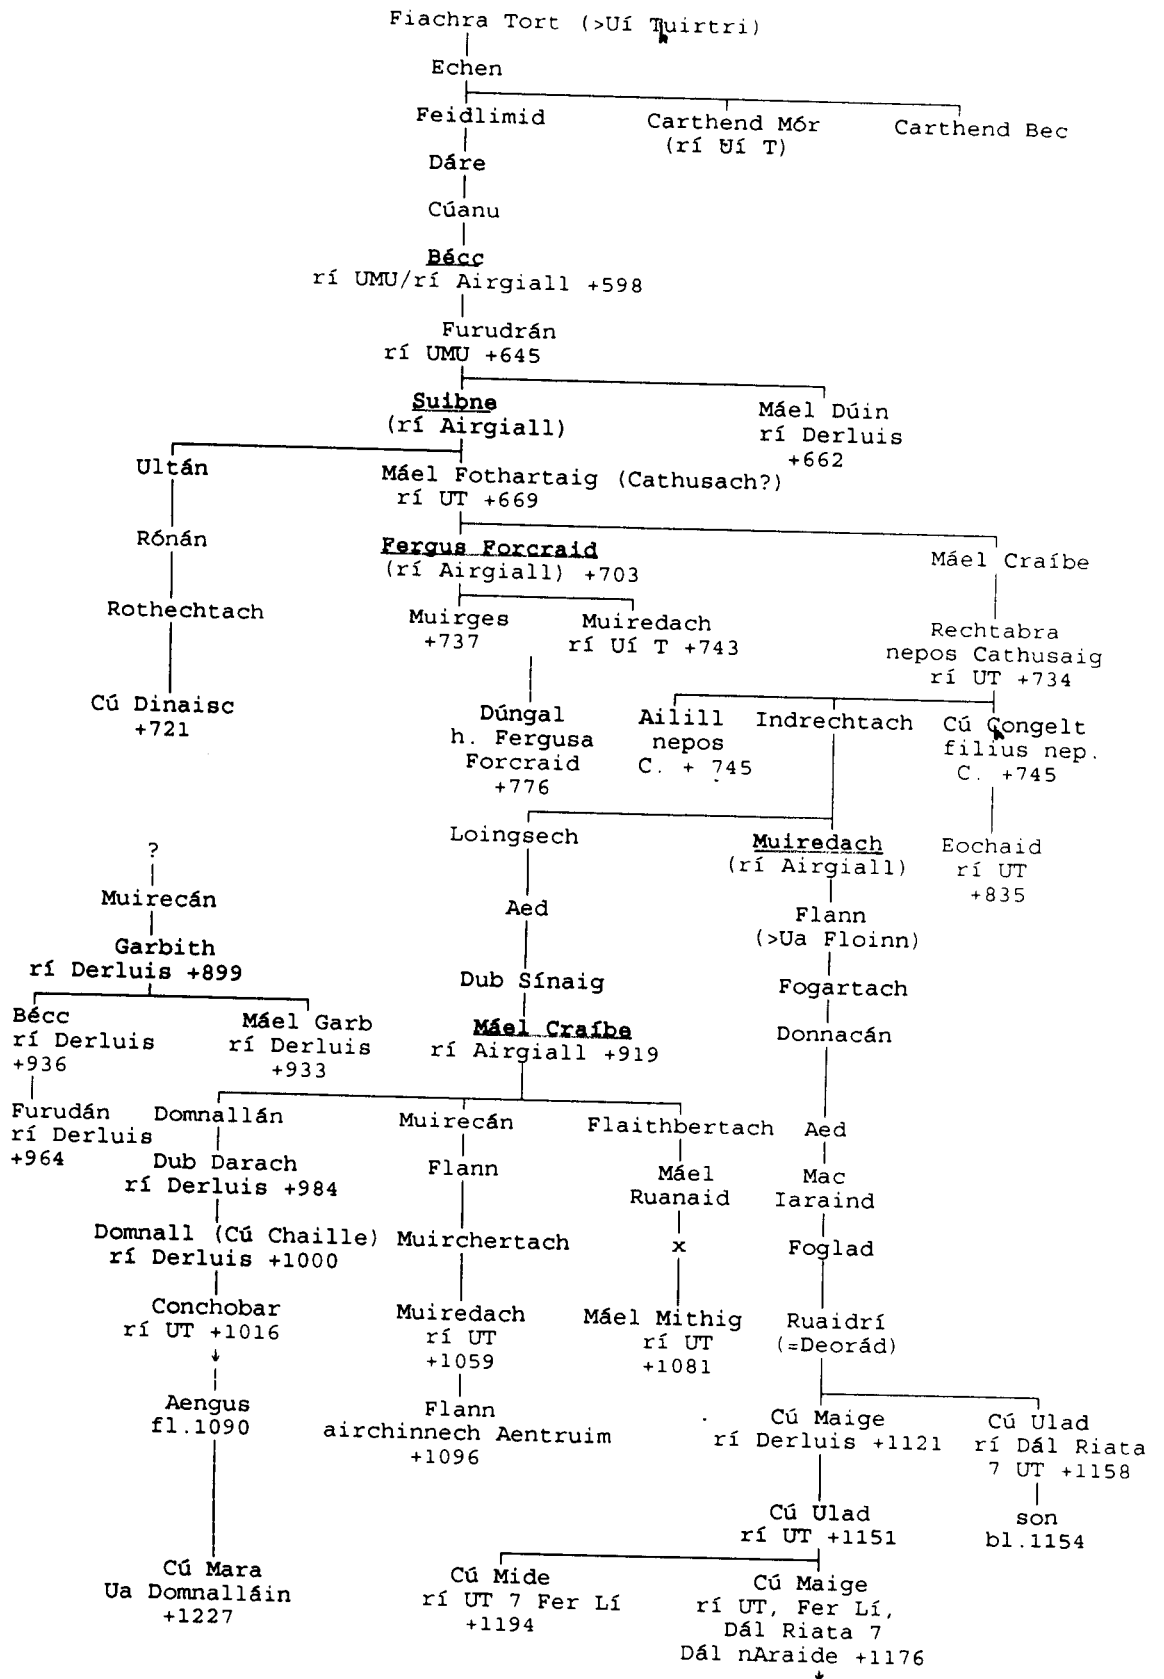 Fiachra Tort (>Uí Tuirtri)
Echen
Feidlimid Carthend Mór Carthend Bec
(rí Uí T)
Dáre
Cúanu
Bécc
rí UMU/rí Airgiall +598
Furudrán
rí UMU +645
Suibne Máel Dúin
(rí Airgiall) rí Derluis
+662
Ultán Máel Fothartaig (Cathusach?)
rí UT +669
Rónán Fergus Forcraid Máel Craíbe
(rí Airgiall) +703
Rothechtach Muirges Muiredach Rechtabra
+737 rí Uí T +743 nepos Cathusaig
rí UT +734
Cú Dinaisc Dúngal Ailill Indrechtach Cú Congelt
+721 h. Fergusa nepos filius nep.
Forcraid C. + 745 C. +745
+776
Loingsech Muiredach Eochaid
(rí Airgiall) rí UT
+835
?
Muirecán Aed Flann
(>Ua Floinn)
Garbith
rí Derluis +899 Dub Sínaig Fogartach
Bécc Máel Garb Máel Craíbe Donnacán
rí Derluis rí Derluis rí Airgiall +919
+936 +933
Furudán Domnallán Muirecán Flaithbertach Aed
rí Derluis
+964 Dub Darach Flann Máel Mac
rí Derluis +984 Ruanaid Iaraind
Domnall (Cú Chaille) Muirchertach x Foglad
rí Derluis +1000
Conchobar Muiredach Máel Mithig Ruaidrí
rí UT +1016 rí UT rí UT (=Deorád)
+1059 +1081
Aengus Flann Cú Maige Cú Ulad
fl.1090 airchinnech Aentruim rí Derluis +1121 rí Dál Riata
+1096 7 UT +1158
Cú Ulad son
rí UT +1151 bl.1154
Cú Mara Cú Mide Cú Maige
Ua Domnalláin rí UT 7 Fer Lí rí UT, Fer Lí,
+1227 +1194 Dál Riata 7
Dál nAraide +1176